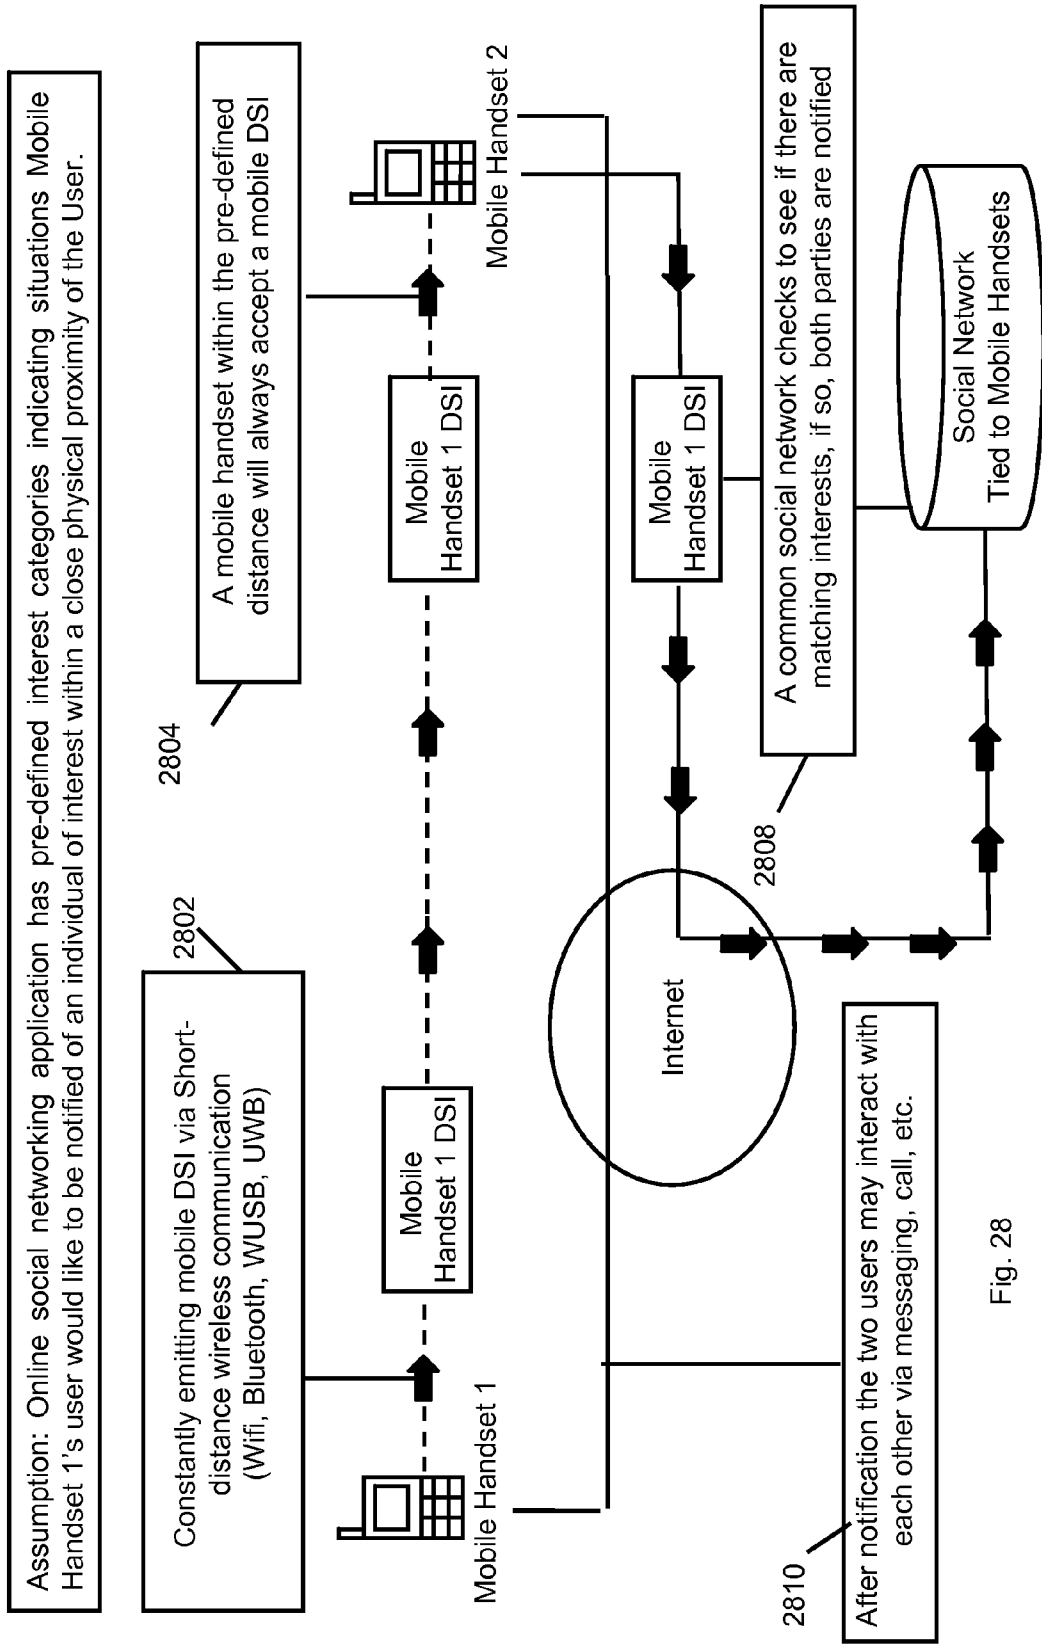 Assumption: Online social networking application has pre-defined interest categories indicating situations Mobile
Handset 1's user would like to be notified of an individual of interest within a close physical proximity of the User.
2802
Constantly emitting mobile DSI via Short-
distance wireless communication
(Wifi, Bluetooth, WUSB, UWB)
2804
A mobile handset within the pre-defined
distance will always accept a mobile DSI
Mobile Handset 1
Mobile
Handset 1 DSI
Mobile
Handset 1 DSI
Mobile Handset 2
Internet
Mobile
Handset 1 DSI
2808
A common social network checks to see if there are
matching interests, if so, both parties are notified
2810
After notification the two users may interact with
each other via messaging, call, etc.
Social Network
Tied to Mobile Handsets
Fig. 28